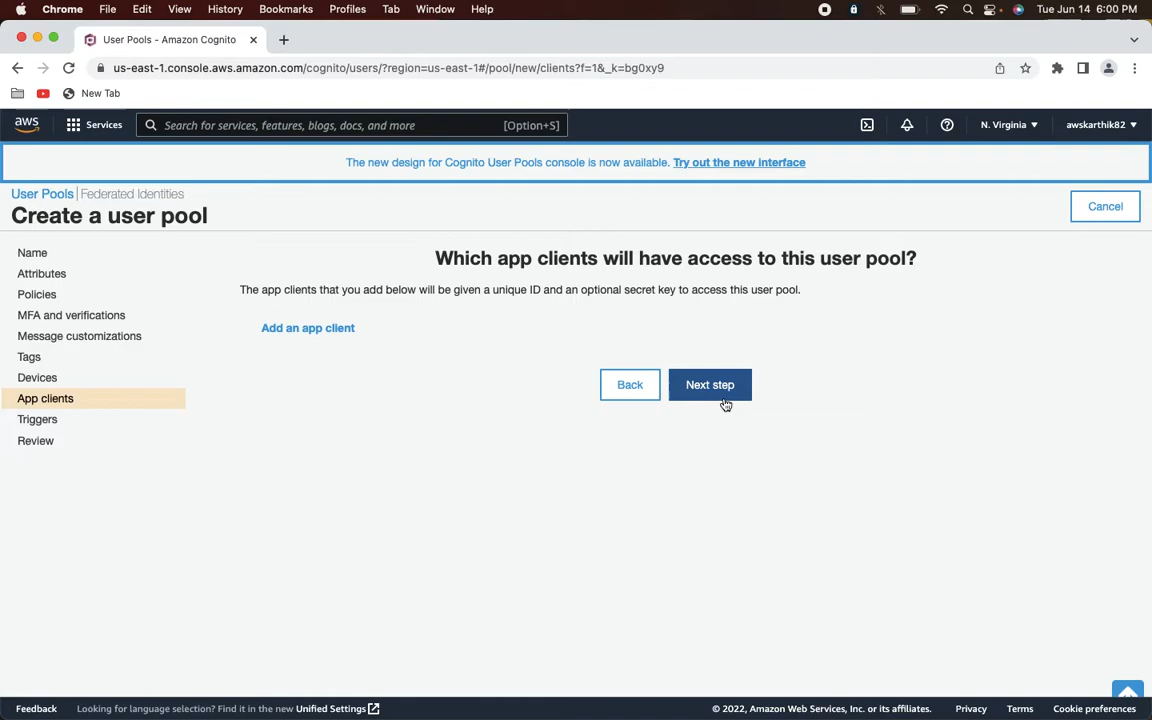 Chrome File Edit View History Bookmarks Profiles Tab Window Help Tue Jun 14 6:00 PM
User Pools - Amazon Cognito
us-east-1.console.aws.amazon.com/cognito/users/?region=us-east-1#/pool/new/clients?f=1&_k=bg0xy9
New Tab
aws Services Search for services, features, blogs, docs, and more [Option+S] N. Virginia awskarthik82
The new design for Cognito User Pools console is now available. Try out the new interface
User Pools | Federated Identities
Create a user pool
Cancel
Name
Attributes
Policies
MFA and verifications
Message customizations
Tags
Devices
App clients
Triggers
Review
Which app clients will have access to this user pool?
The app clients that you add below will be given a unique ID and an optional secret key to access this user pool.
Add an app client
Back Next step
Feedback Looking for language selection? Find it in the new Unified Settings © 2022, Amazon Web Services, Inc. or its affiliates. Privacy Terms Cookie preferences